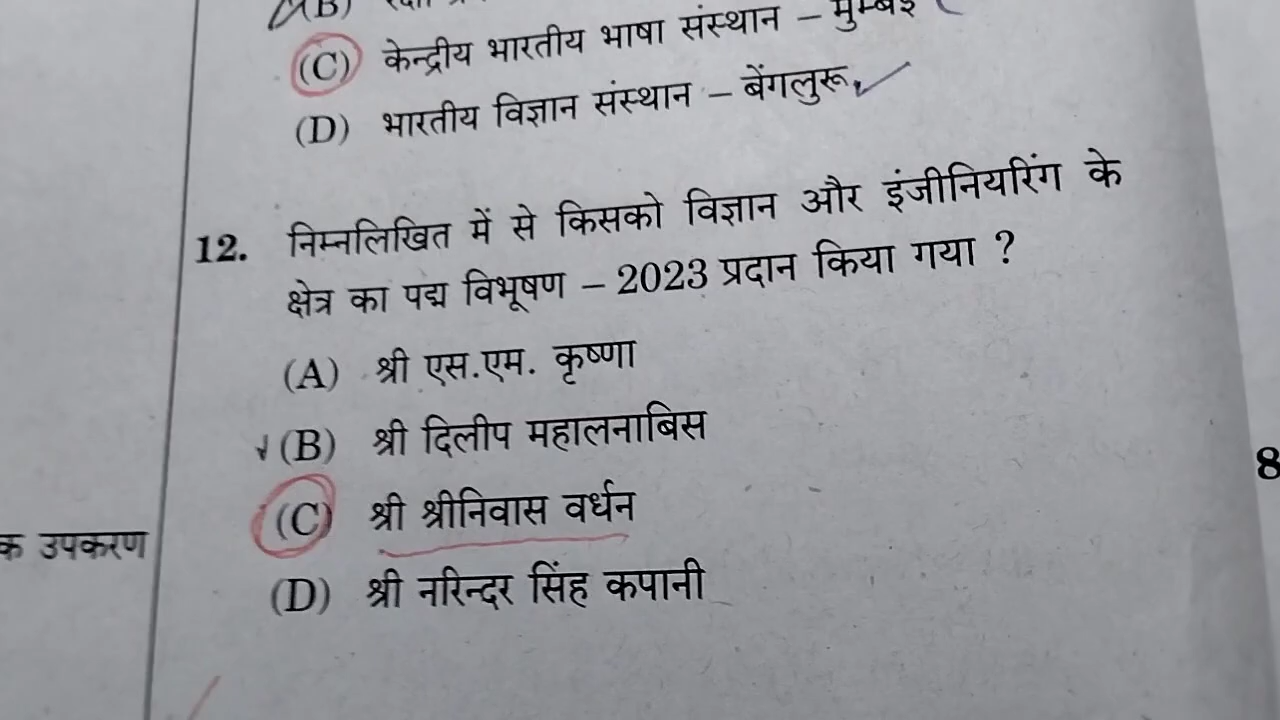 (B)
(C) केन्द्रीय भारतीय भाषा संस्थान – मुम्बई
(D) भारतीय विज्ञान संस्थान – बेंगलुरू
12. निम्नलिखित में से किसको विज्ञान और इंजीनियरिंग के
क्षेत्र का पद्म विभूषण – 2023 प्रदान किया गया ?
(A) श्री एस.एम. कृष्णा
(B) श्री दिलीप महालनाबिस
(C) श्री श्रीनिवास वर्धन
(D) श्री नरिन्दर सिंह कपानी
क उपकरण
8